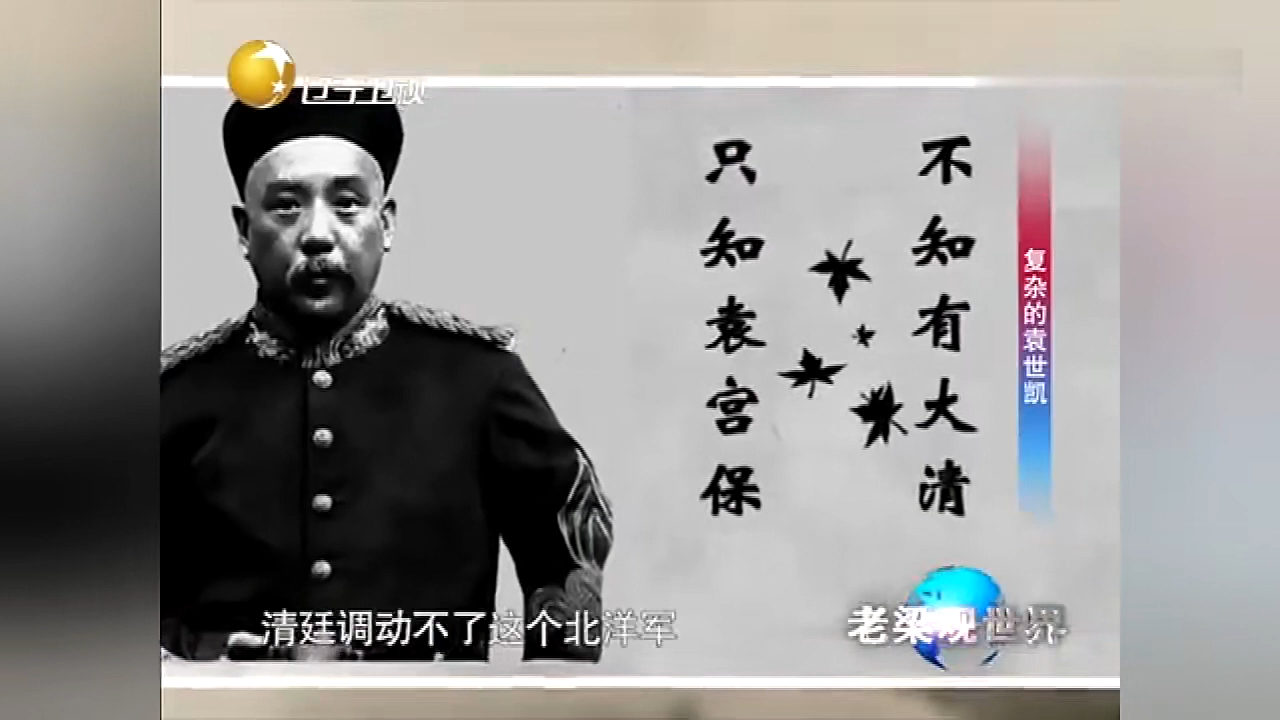 辽宁卫视
不知有大清
只知袁宫保
复杂的袁世凯
清廷调动不了这个北洋军
老梁观世界